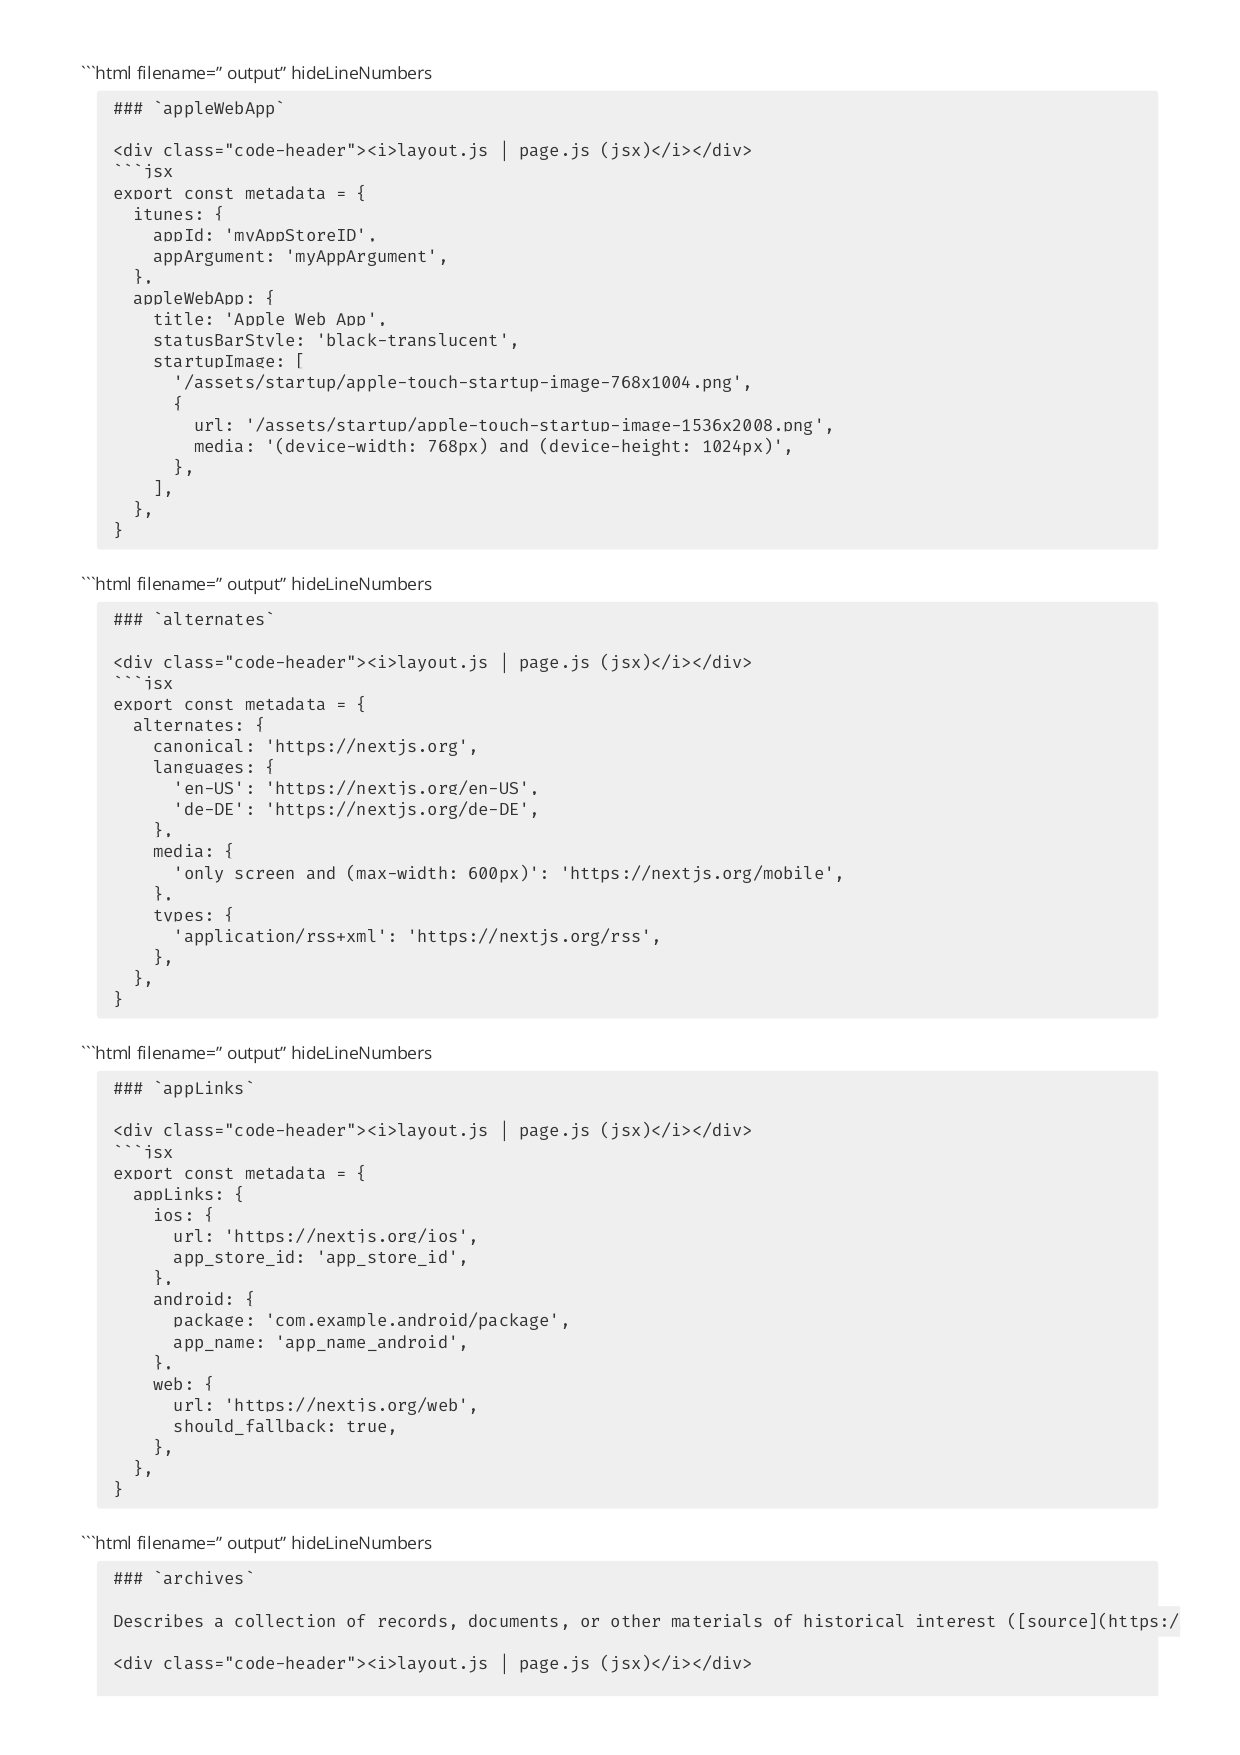 ```html filename=” output” hideLineNumbers
### `appleWebApp`
<div class="code-header"><i>layout.js | page.js (jsx)</i></div>
```jsx
export const metadata = {
  itunes: {
    appId: 'myAppStoreID',
    appArgument: 'myAppArgument',
  },
  appleWebApp: {
    title: 'Apple Web App',
    statusBarStyle: 'black-translucent',
    startupImage: [
      '/assets/startup/apple-touch-startup-image-768x1004.png',
      {
        url: '/assets/startup/apple-touch-startup-image-1536x2008.png',
        media: '(device-width: 768px) and (device-height: 1024px)',
      },
    ],
  },
}
```html filename=” output” hideLineNumbers
### `alternates`
<div class="code-header"><i>layout.js | page.js (jsx)</i></div>
```jsx
export const metadata = {
  alternates: {
    canonical: 'https://nextjs.org',
    languages: {
      'en-US': 'https://nextjs.org/en-US',
      'de-DE': 'https://nextjs.org/de-DE',
    },
    media: {
      'only screen and (max-width: 600px)': 'https://nextjs.org/mobile',
    },
    types: {
      'application/rss+xml': 'https://nextjs.org/rss',
    },
  },
}
```html filename=” output” hideLineNumbers
### `appLinks`
<div class="code-header"><i>layout.js | page.js (jsx)</i></div>
```jsx
export const metadata = {
  appLinks: {
    ios: {
      url: 'https://nextjs.org/ios',
      app_store_id: 'app_store_id',
    },
    android: {
      package: 'com.example.android/package',
      app_name: 'app_name_android',
    },
    web: {
      url: 'https://nextjs.org/web',
      should_fallback: true,
    },
  },
}
```html filename=” output” hideLineNumbers
### `archives`
Describes a collection of records, documents, or other materials of historical interest ([source](https:/
<div class="code-header"><i>layout.js | page.js (jsx)</i></div>